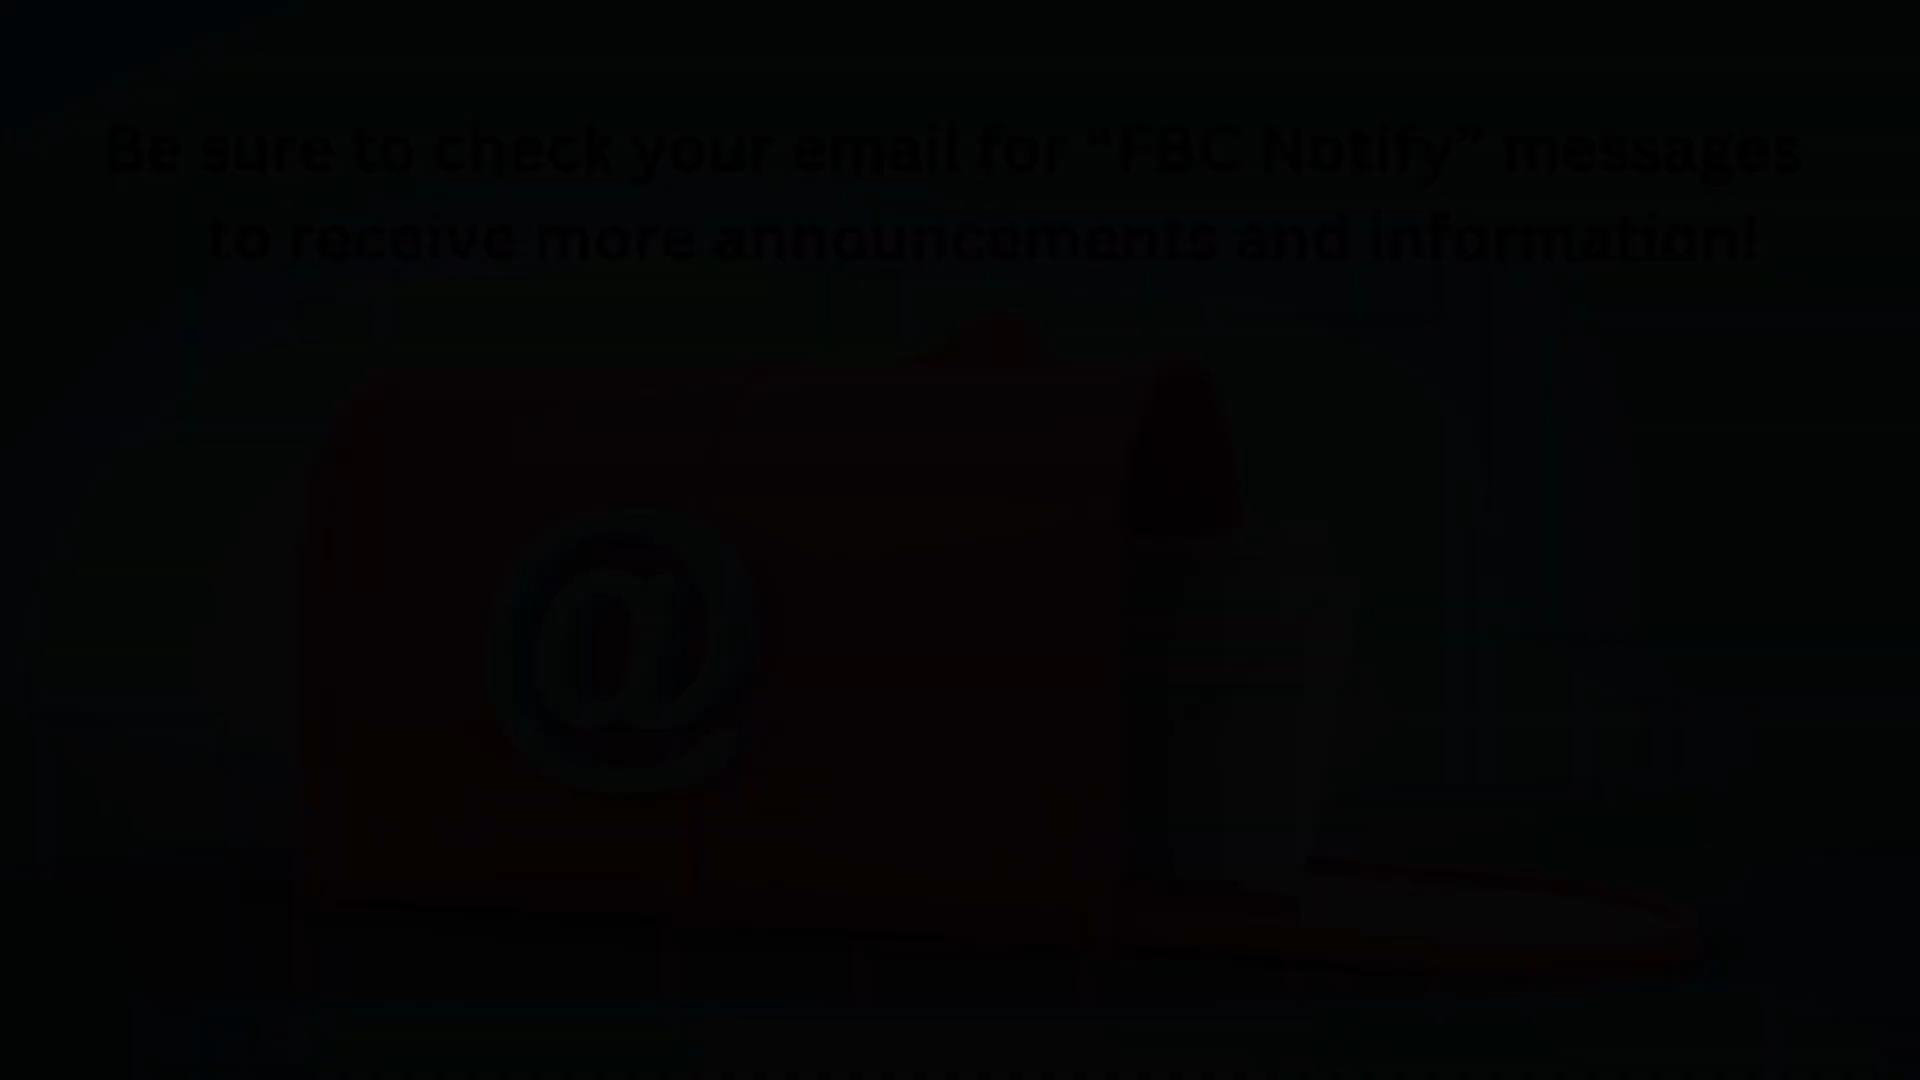 Be sure to check your email for “FBC Notify” messages
to receive more announcements and information!
@